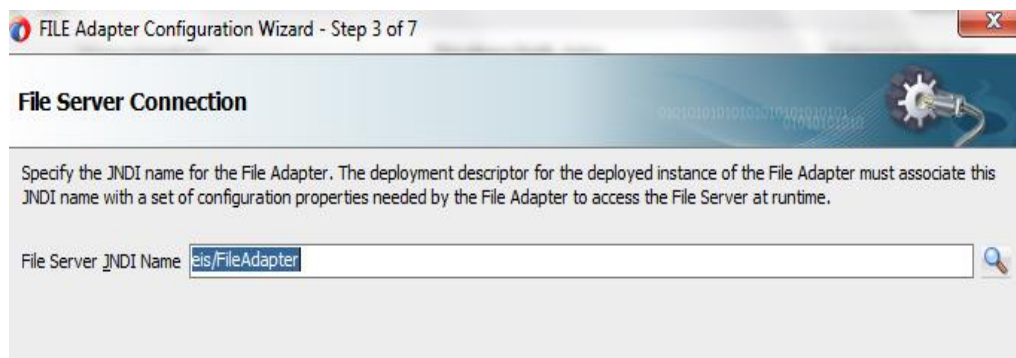 FILE Adapter Configuration Wizard - Step 3 of 7
File Server Connection
Specify the JNDI name for the File Adapter. The deployment descriptor for the deployed instance of the File Adapter must associate this
JNDI name with a set of configuration properties needed by the File Adapter to access the File Server at runtime.
File Server JNDI Name eis/FileAdapter